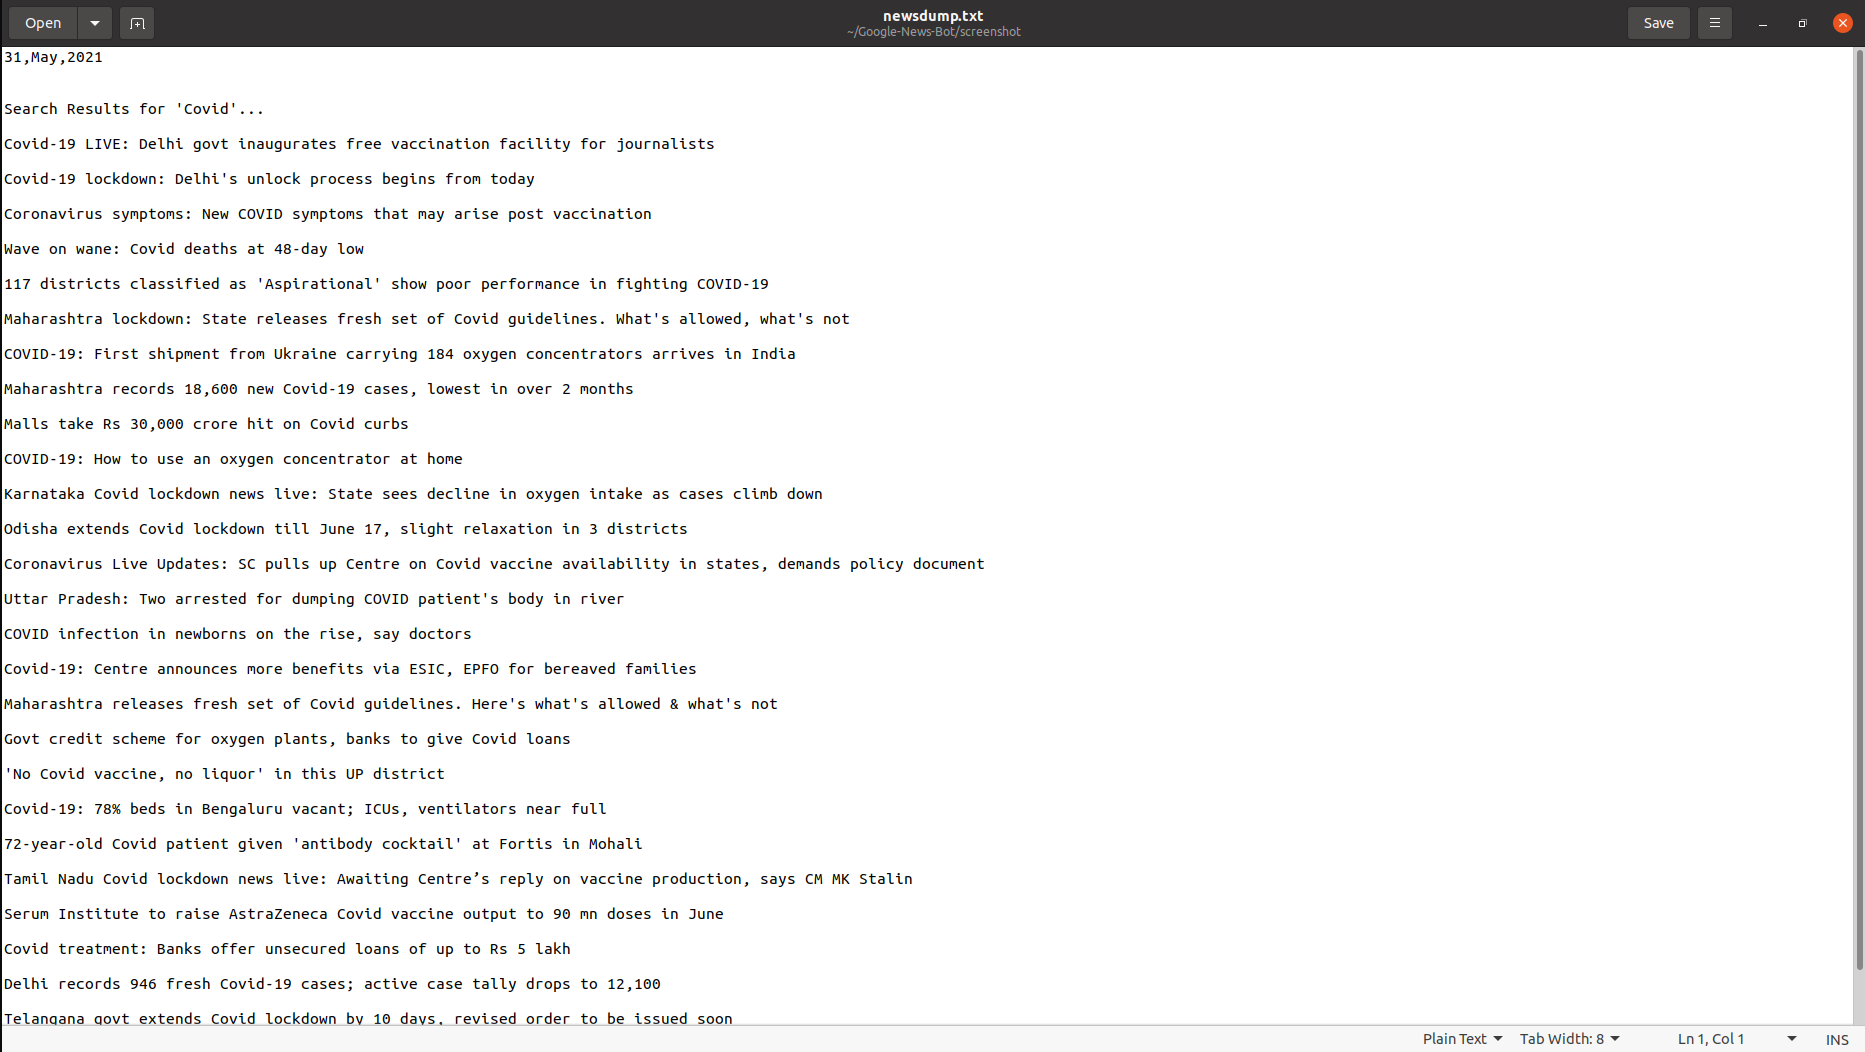 Open
newsdump.txt
~/Google-News-Bot/screenshot
Save
31,May,2021
Search Results for 'Covid'...
Covid-19 LIVE: Delhi govt inaugurates free vaccination facility for journalists
Covid-19 lockdown: Delhi's unlock process begins from today
Coronavirus symptoms: New COVID symptoms that may arise post vaccination
Wave on wane: Covid deaths at 48-day low
117 districts classified as 'Aspirational' show poor performance in fighting COVID-19
Maharashtra lockdown: State releases fresh set of Covid guidelines. What's allowed, what's not
COVID-19: First shipment from Ukraine carrying 184 oxygen concentrators arrives in India
Maharashtra records 18,600 new Covid-19 cases, lowest in over 2 months
Malls take Rs 30,000 crore hit on Covid curbs
COVID-19: How to use an oxygen concentrator at home
Karnataka Covid lockdown news live: State sees decline in oxygen intake as cases climb down
Odisha extends Covid lockdown till June 17, slight relaxation in 3 districts
Coronavirus Live Updates: SC pulls up Centre on Covid vaccine availability in states, demands policy document
Uttar Pradesh: Two arrested for dumping COVID patient's body in river
COVID infection in newborns on the rise, say doctors
Covid-19: Centre announces more benefits via ESIC, EPFO for bereaved families
Maharashtra releases fresh set of Covid guidelines. Here's what's allowed & what's not
Govt credit scheme for oxygen plants, banks to give Covid loans
'No Covid vaccine, no liquor' in this UP district
Covid-19: 78% beds in Bengaluru vacant; ICUs, ventilators near full
72-year-old Covid patient given 'antibody cocktail' at Fortis in Mohali
Tamil Nadu Covid lockdown news live: Awaiting Centre’s reply on vaccine production, says CM MK Stalin
Serum Institute to raise AstraZeneca Covid vaccine output to 90 mn doses in June
Covid treatment: Banks offer unsecured loans of up to Rs 5 lakh
Delhi records 946 fresh Covid-19 cases; active case tally drops to 12,100
Telangana govt extends Covid lockdown by 10 days, revised order to be issued soon
Plain Text Tab Width: 8 Ln 1, Col 1 INS